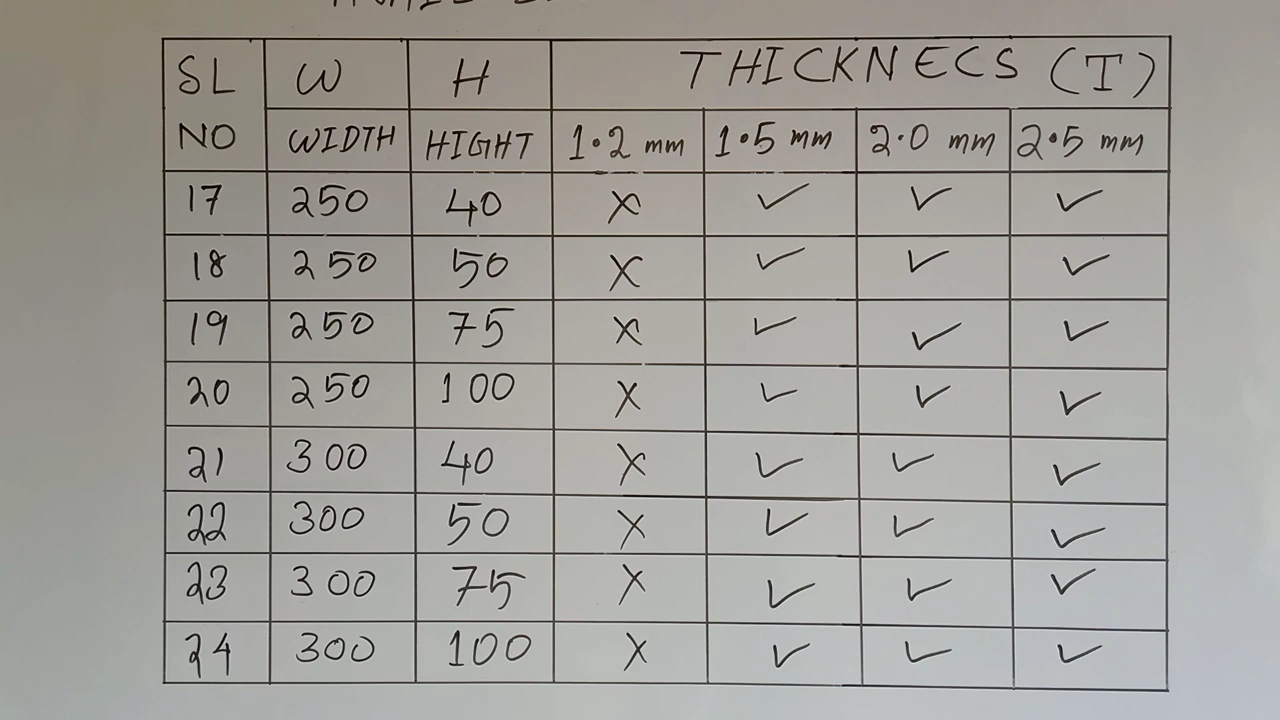 SL NO W H THICKNECS (T)
WIDTH HIGHT 1.2 mm 1.5 mm 2.0 mm 2.5 mm
17 250 40 X ✓ ✓ ✓
18 250 50 X ✓ ✓ ✓
19 250 75 X ✓ ✓ ✓
20 250 100 X ✓ ✓ ✓
21 300 40 X ✓ ✓ ✓
22 300 50 X ✓ ✓ ✓
23 300 75 X ✓ ✓ ✓
24 300 100 X ✓ ✓ ✓